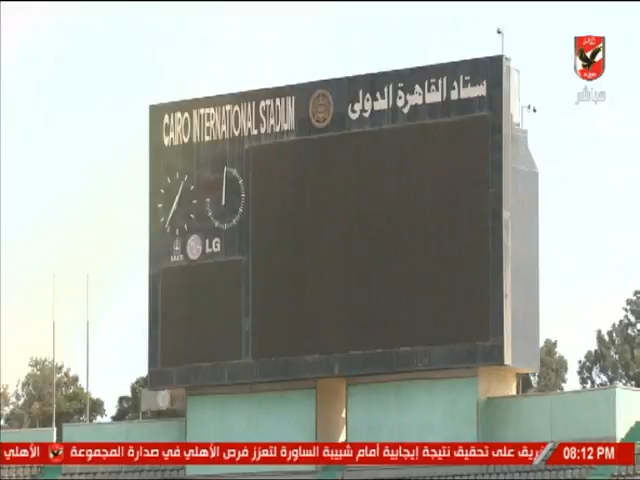 CAIRO INTERNATIONAL STADIUM
ستاد القاهرة الدولى
مباشر
LG
فريق على تحقيق نتيجة إيجابية أمام شبيبة الساورة لتعزز فرص الأهلي في صدارة المجموعة
الأهلي
08:12 PM